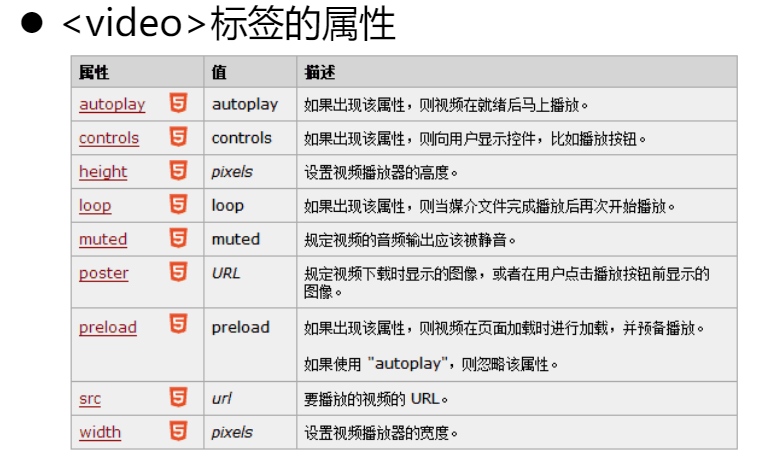 ● <video>标签的属性
属性 值 描述
autoplay 5 autoplay 如果出现该属性，则视频在就绪后马上播放。
controls 5 controls 如果出现该属性，则向用户显示控件，比如播放按钮。
height 5 pixels 设置视频播放器的高度。
loop 5 loop 如果出现该属性，则当媒介文件完成播放后再次开始播放。
muted 5 muted 规定视频的音频输出应该被静音。
poster 5 URL 规定视频下载时显示的图像，或者在用户点击播放按钮前显示的
图像。
preload 5 preload 如果出现该属性，则视频在页面加载时进行加载，并预备播放。
如果使用 "autoplay"，则忽略该属性。
src 5 url 要播放的视频的 URL。
width 5 pixels 设置视频播放器的宽度。